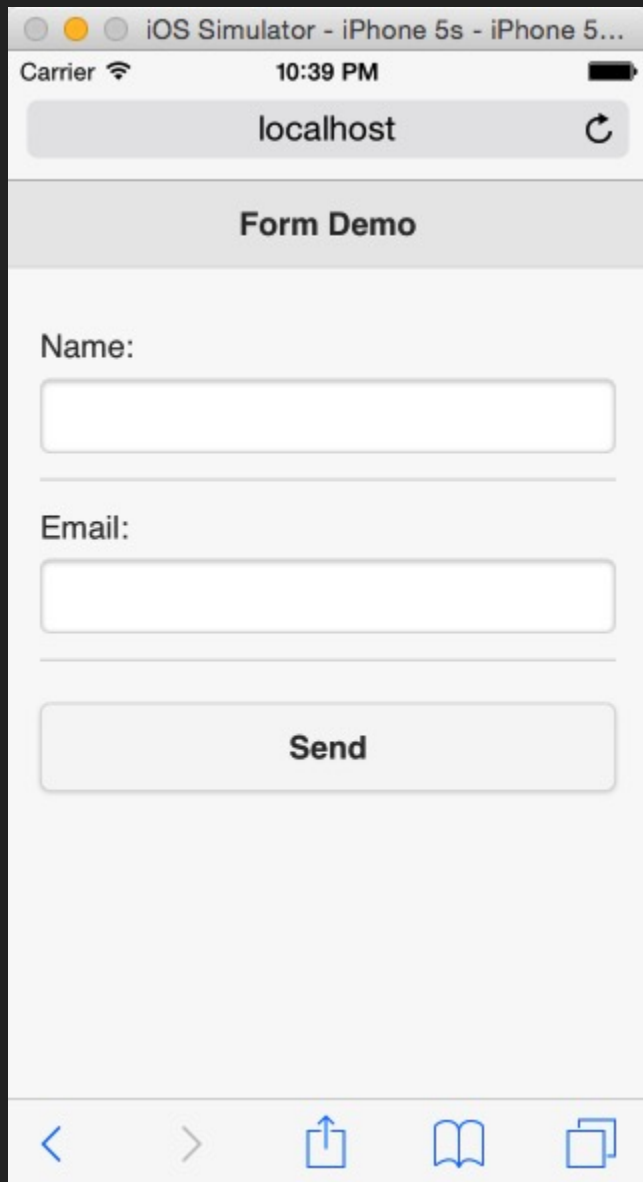 iOS Simulator - iPhone 5s - iPhone 5...
Carrier 10:39 PM
localhost
Form Demo
Name:
Email:
Send